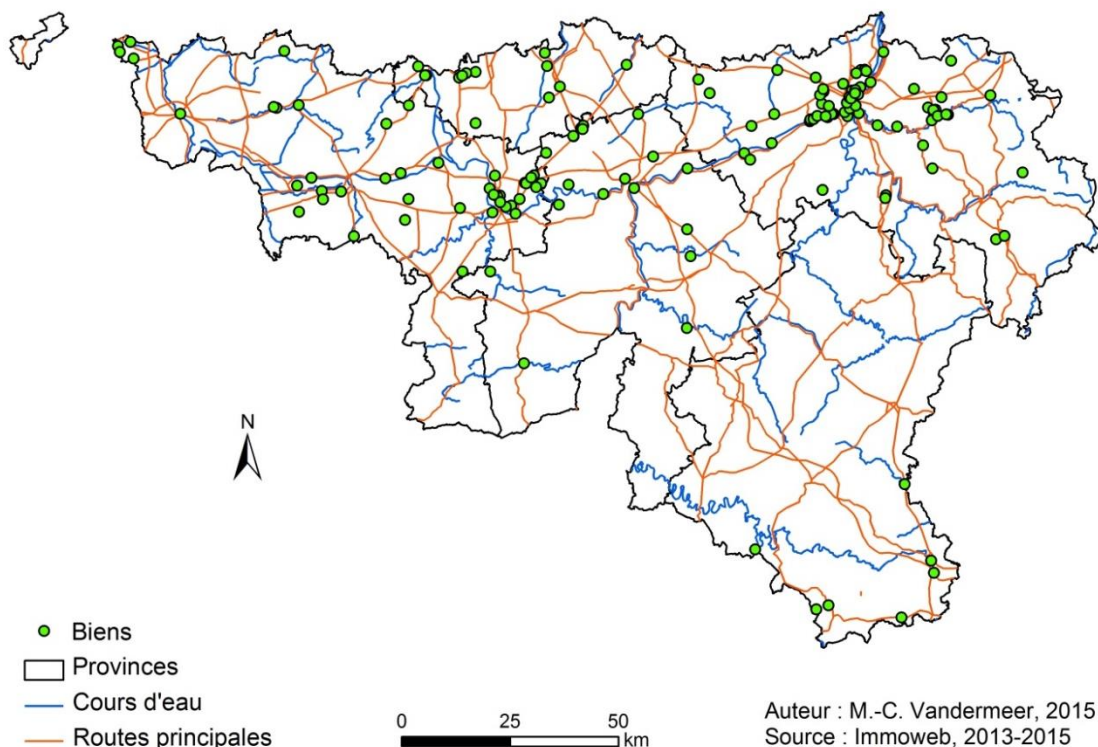 N
Biens
Provinces
Cours d'eau
Routes principales
0 25 50
km
Auteur : M.-C. Vandermeer, 2015
Source : Immoweb, 2013-2015